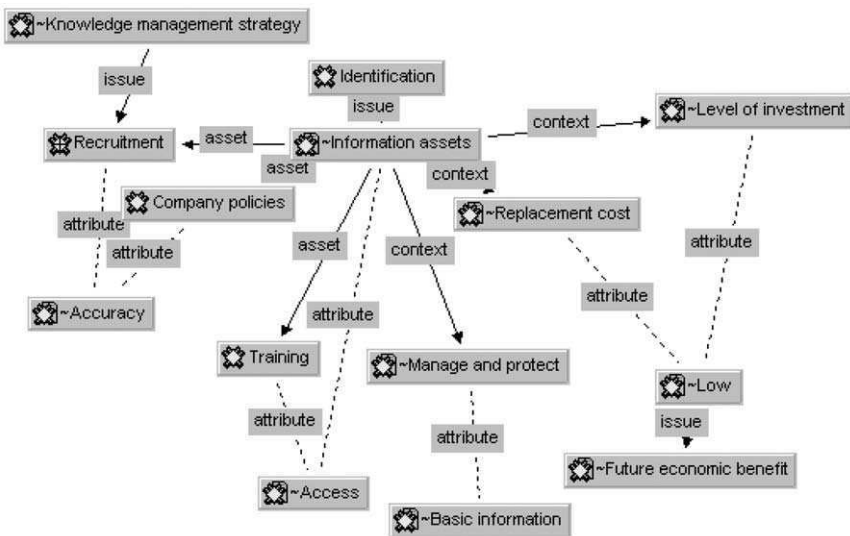 ~Knowledge management strategy
issue
Identification
issue
~Level of investment
context
Recruitment
asset
~Information assets
asset
context
Company policies
~Replacement cost
attribute
attribute
asset
context
attribute
attribute
attribute
~Accuracy
Training
~Manage and protect
~Low
attribute
attribute
issue
~Future economic benefit
~Access
~Basic information